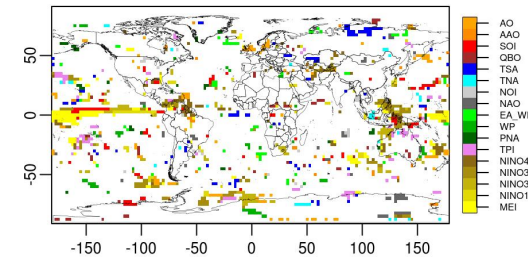 50
0
-50
-150
-100
-50
0
50
100
150
AO
AAO
SOI
QBO
TSA
TNA
NOI
NAO
EA_W
WP
PNA
TPI
NINO4
NINO3
NINO3
NINO1
MEI